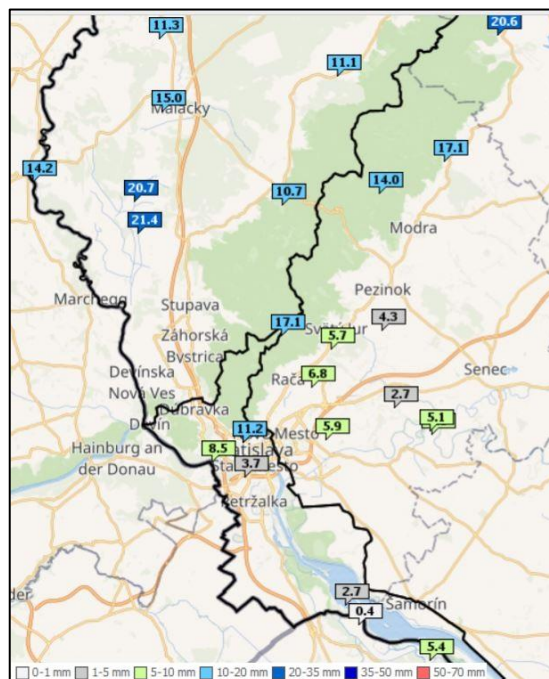 20.6
11.3
11.1
15.0
Malacky
17.1
14.2
14.0
20.7
10.7
21.4
Modra
Marchegg
Pezinok
Stupava
4.3
17.1
5.7
Záhorská
Bystrica
Devínska
Nová Ves
6.8
Rača
Senec
2.7
5.1
11.2
5.9
Mesto
8.5
Hainburg an
der Donau
3.7
Petržalka
2.7
0.4
Šamorín
5.4
0-1 mm 1-5 mm 5-10 mm 10-20 mm 20-35 mm 35-50 mm 50-70 mm